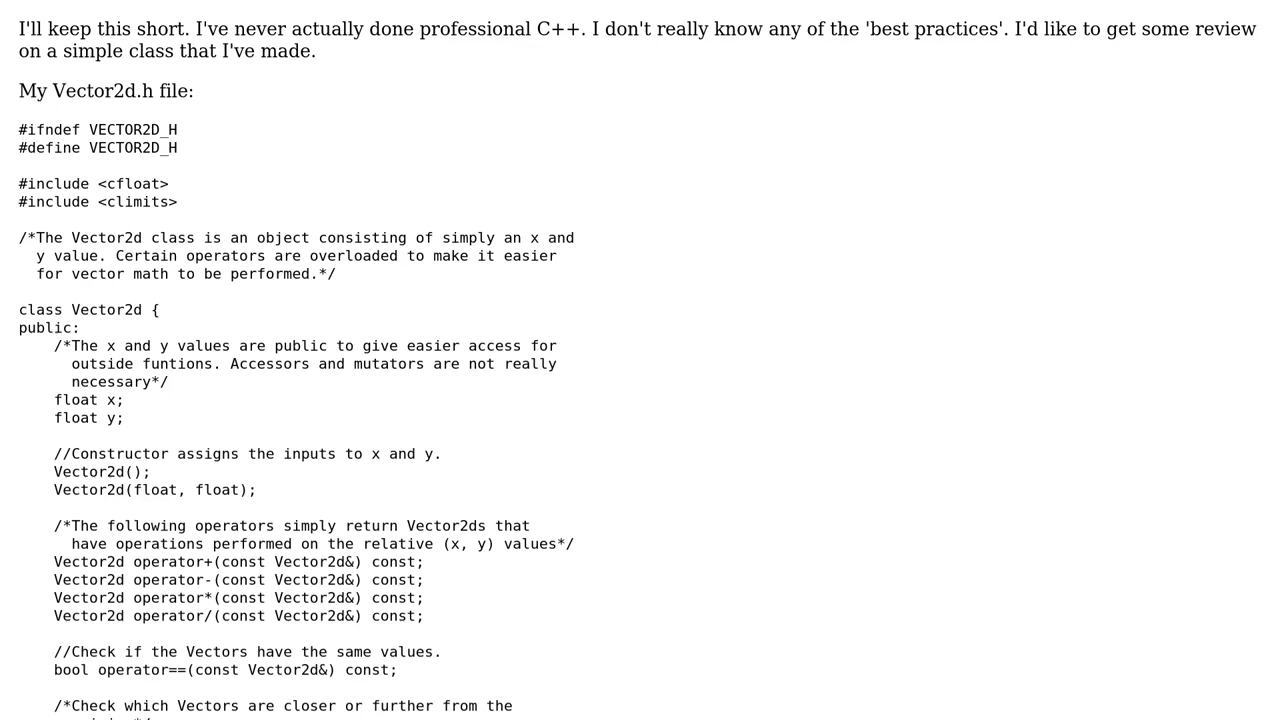 I'll keep this short. I've never actually done professional C++. I don't really know any of the 'best practices'. I'd like to get some review
on a simple class that I've made.

My Vector2d.h file:

#ifndef VECTOR2D_H
#define VECTOR2D_H

#include <cfloat>
#include <climits>

/*The Vector2d class is an object consisting of simply an x and
  y value. Certain operators are overloaded to make it easier
  for vector math to be performed.*/

class Vector2d {
public:
    /*The x and y values are public to give easier access for
      outside funtions. Accessors and mutators are not really
      necessary*/
    float x;
    float y;

    //Constructor assigns the inputs to x and y.
    Vector2d();
    Vector2d(float, float);

    /*The following operators simply return Vector2ds that
      have operations performed on the relative (x, y) values*/
    Vector2d operator+(const Vector2d&) const;
    Vector2d operator-(const Vector2d&) const;
    Vector2d operator*(const Vector2d&) const;
    Vector2d operator/(const Vector2d&) const;

    //Check if the Vectors have the same values.
    bool operator==(const Vector2d&) const;

    /*Check which Vectors are closer or further from the